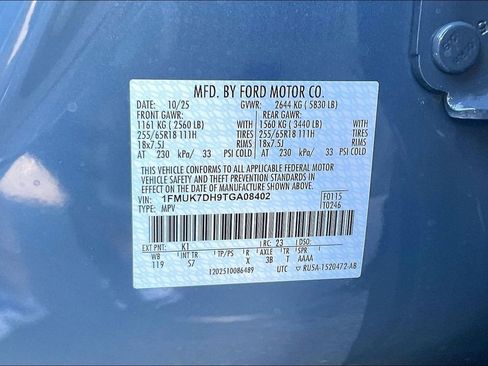 MFD. BY FORD MOTOR CO.
DATE: 10/25 GVWR: 2644 KG ( 5830 LB)
FRONT GAWR: REAR GAWR:
1161 KG ( 2560 LB) 1560 KG ( 3440 LB)
255/65R18 111H TIRES 255/65R18 111H TIRES
18x7.5J RIMS 18x7.5J RIMS
AT 230 kPa/ 33 PSI COLD AT 230 kPa/ 33 PSI COLD
THIS VEHICLE CONFORMS TO ALL APPLICABLE FEDERAL MOTOR
VEHICLE SAFETY AND THEFT PREVENTION STANDARDS IN EFFECT
ON THE DATE OF MANUFACTURE SHOWN ABOVE.
VIN: 1FMUK7DH9TGA08402 F0115
TYPE: MPV T0246
EXT PNT: K1 RC: 23 DSO:
WB INT TR TP/PS R AXLE TR
119 S7 X 3B T AAAA
1202510086489 UTC ▽ RU5A-1520472-AB